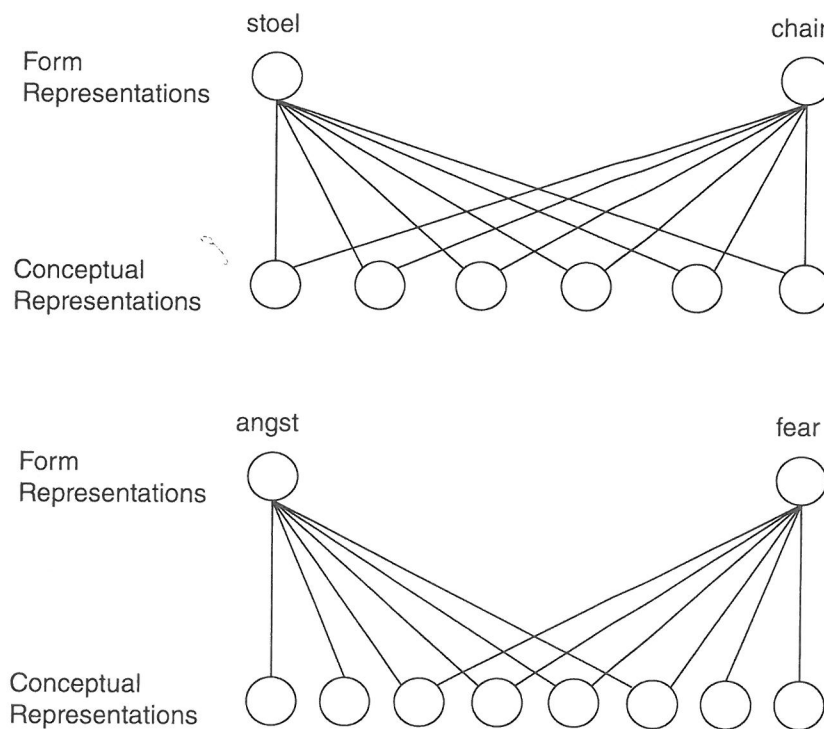 stoel
chair
Form
Representations
Conceptual
Representations
angst
fear
Form
Representations
Conceptual
Representations